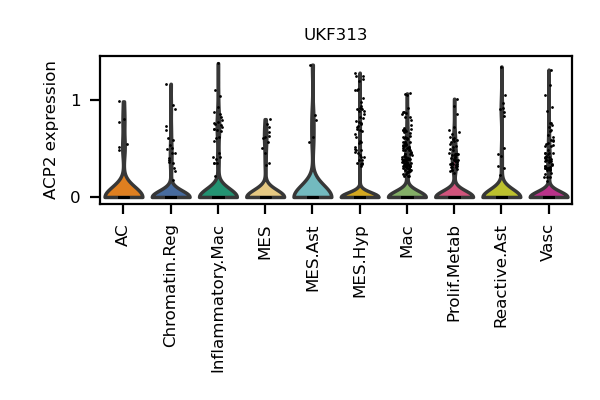 UKF313
ACP2 expression
1
0
AC
Chromatin.Reg
Inflammatory.Mac
MES
MES.Ast
MES.Hyp
Mac
Prolif.Metab
Reactive.Ast
Vasc